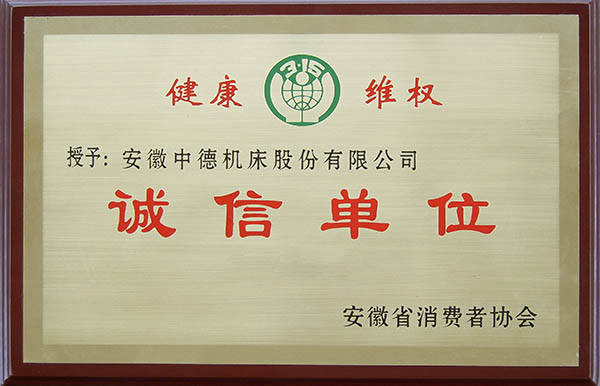 健康 3·15 维权
授予：安徽中德机床股份有限公司
诚信单位
安徽省消费者协会